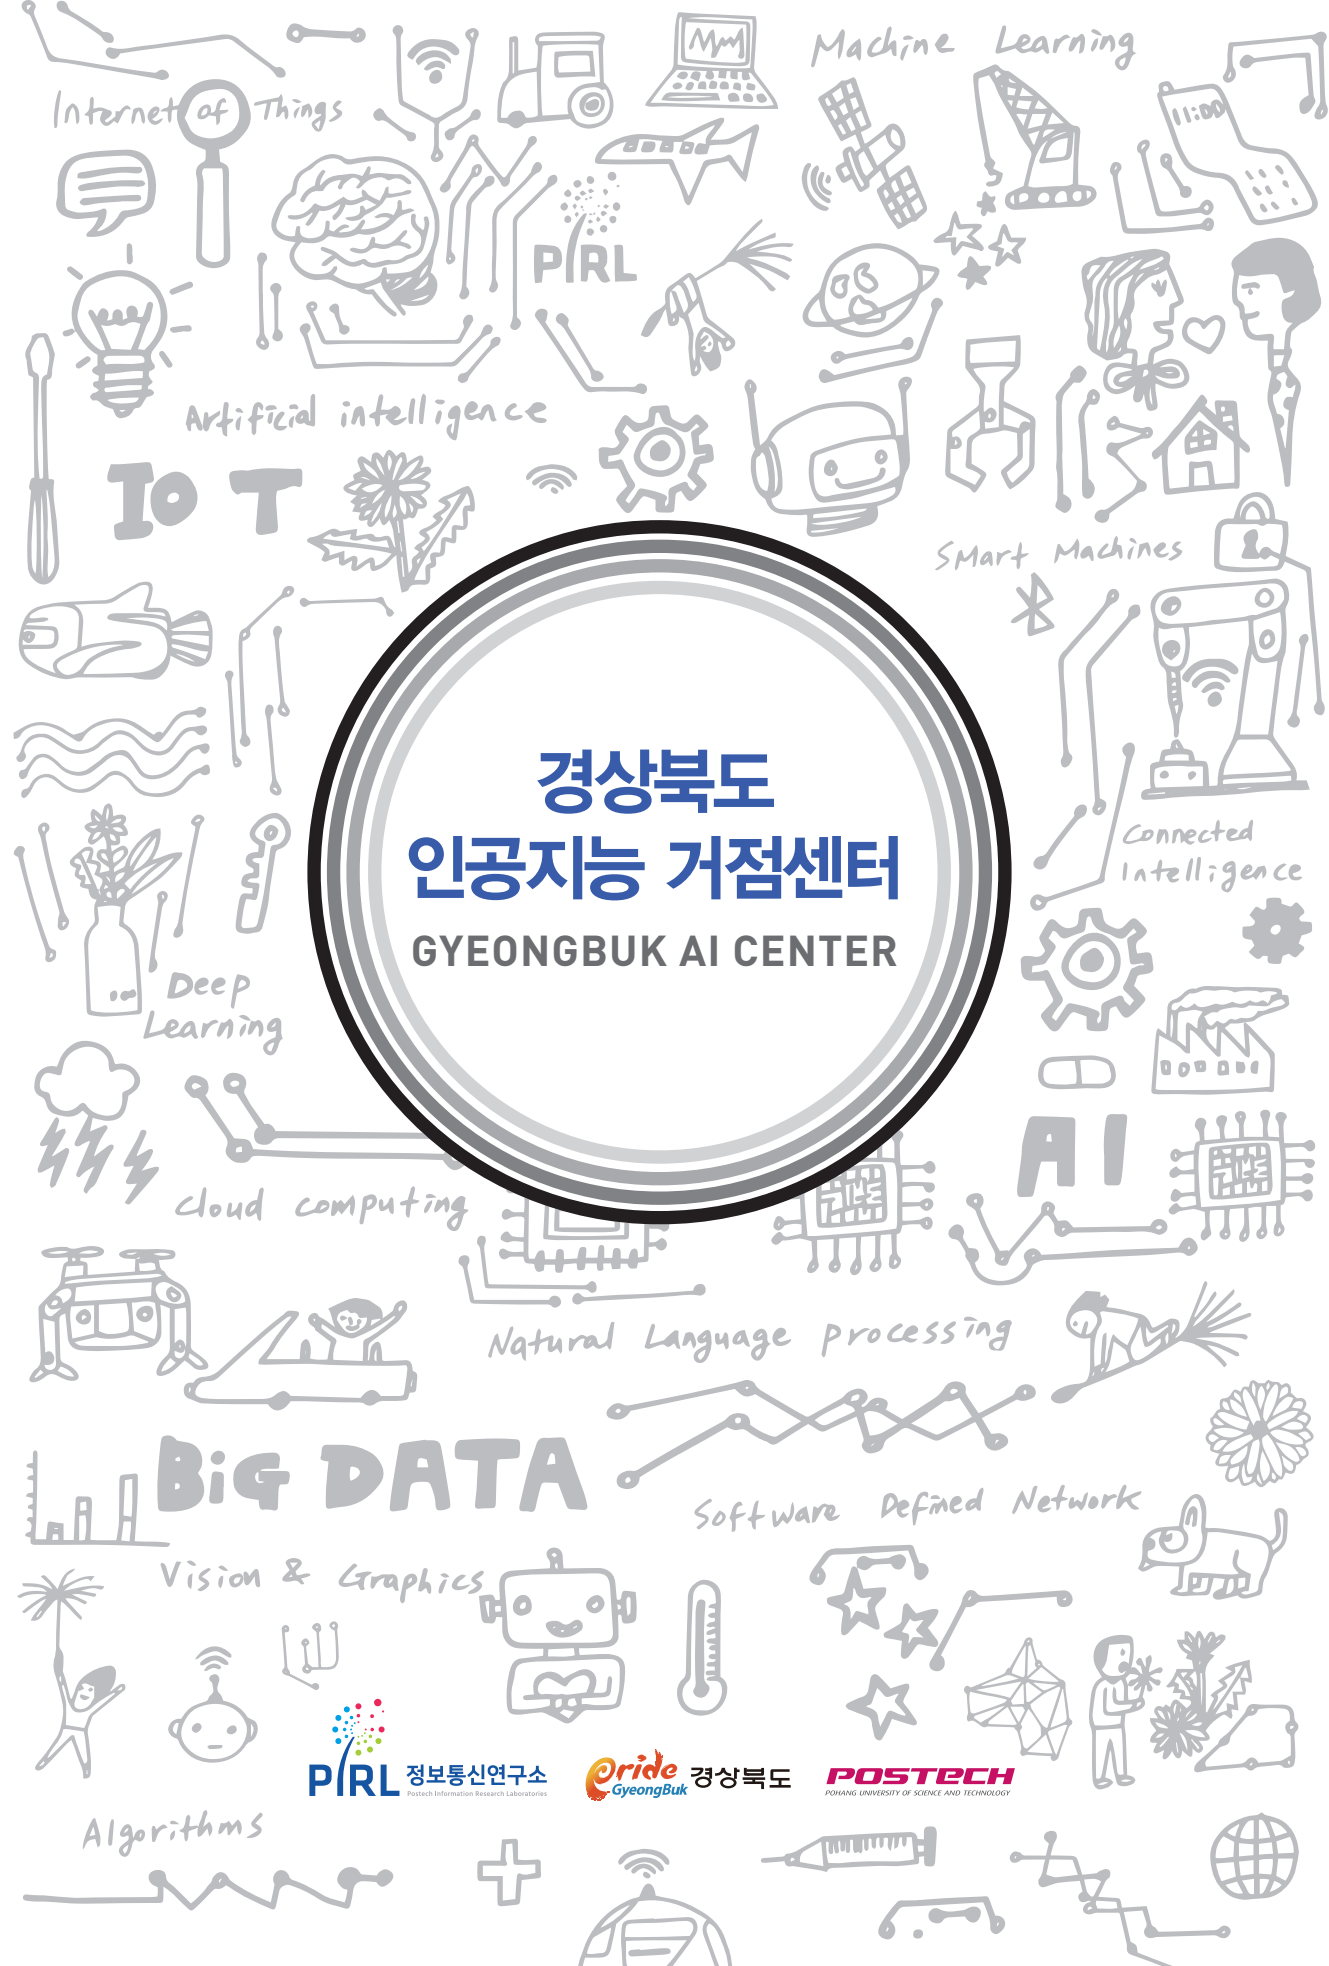 Machine Learning
Internet of Things
11:00
PIRL
Artificial intelligence
IoT
Smart Machines
경상북도
인공지능 거점센터
GYEONGBUK AI CENTER
Connected
Intelligence
Deep
Learning
AI
Cloud computing
Natural Language processing
BiG DATA
Software Defined Network
Vision & Graphics
PIRL 정보통신연구소
Postech Information Research Laboratories
Pride
GyeongBuk 경상북도
POSTECH
POHANG UNIVERSITY OF SCIENCE AND TECHNOLOGY
Algorithms